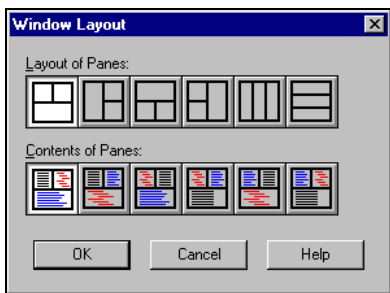 Window Layout
Layout of Panes:
Contents of Panes:
OK Cancel Help